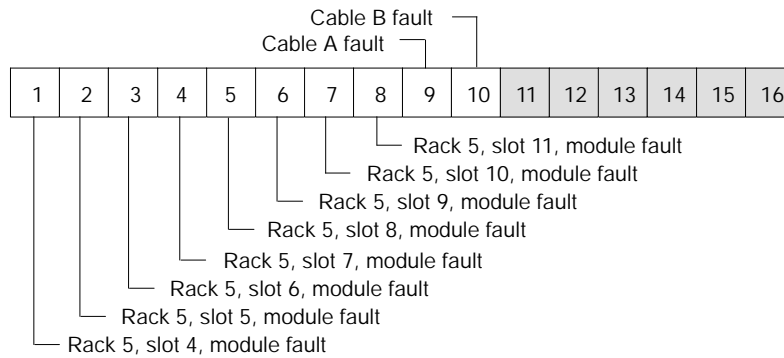 Cable B fault
Cable A fault
1 2 3 4 5 6 7 8 9 10 11 12 13 14 15 16
Rack 5, slot 11, module fault
Rack 5, slot 10, module fault
Rack 5, slot 9, module fault
Rack 5, slot 8, module fault
Rack 5, slot 7, module fault
Rack 5, slot 6, module fault
Rack 5, slot 5, module fault
Rack 5, slot 4, module fault